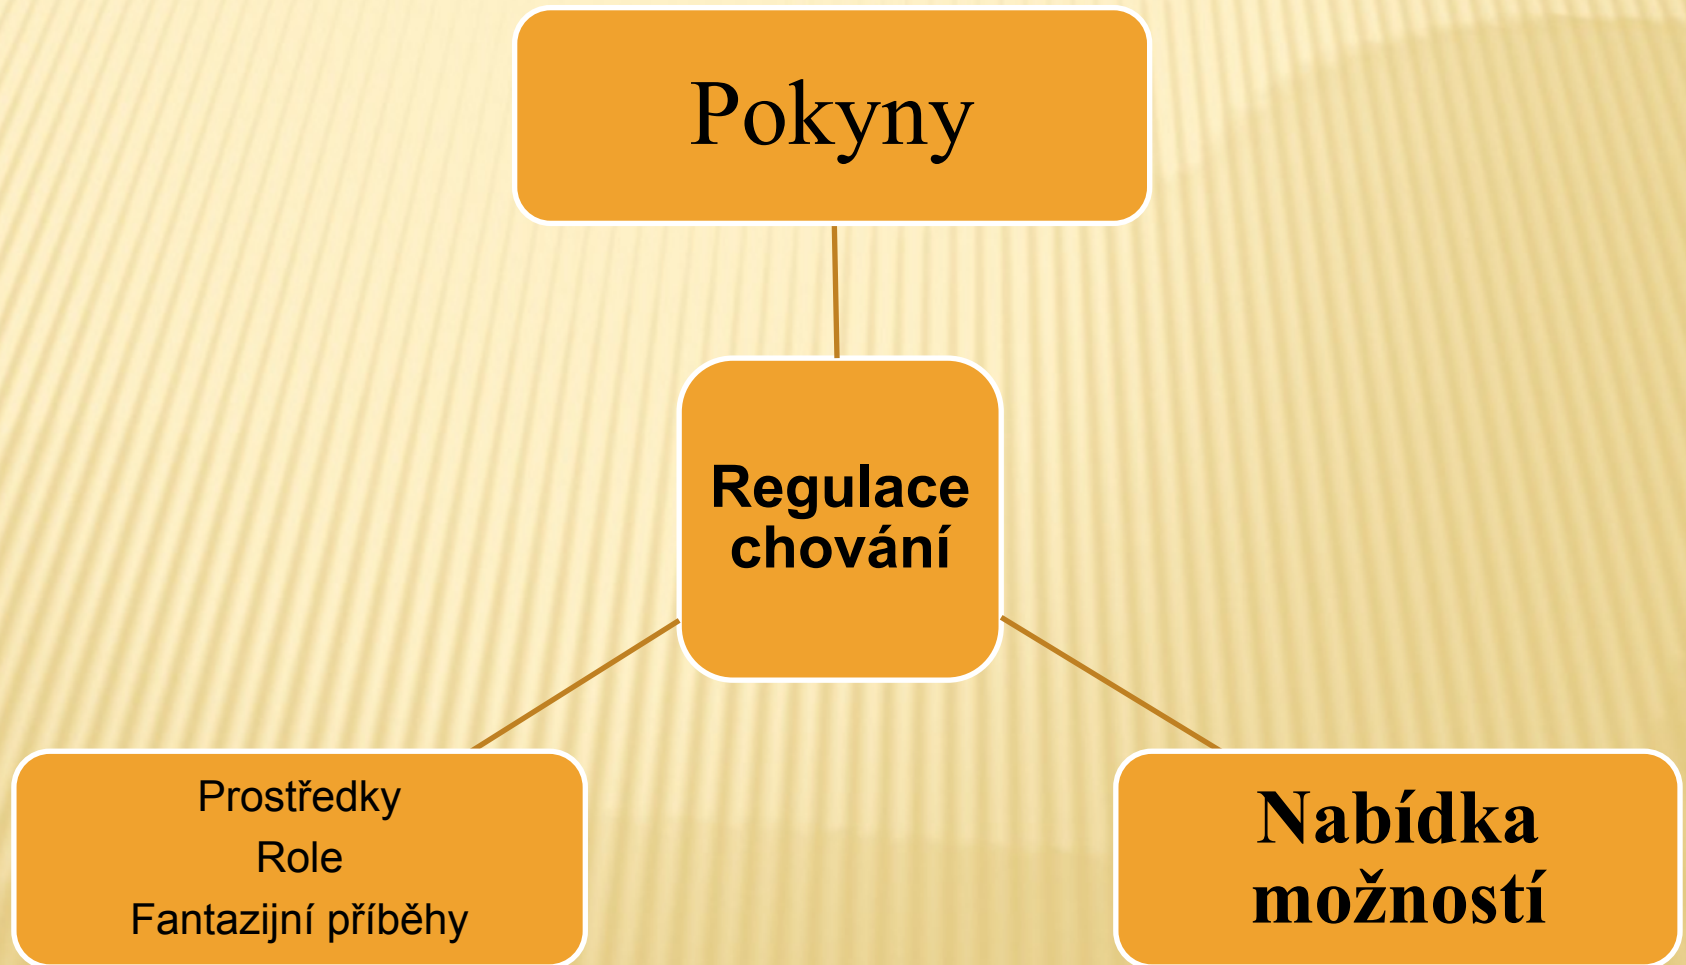 Pokyny
Regulace
chování
Prostředky
Role
Fantazijní příběhy
Nabídka
možností